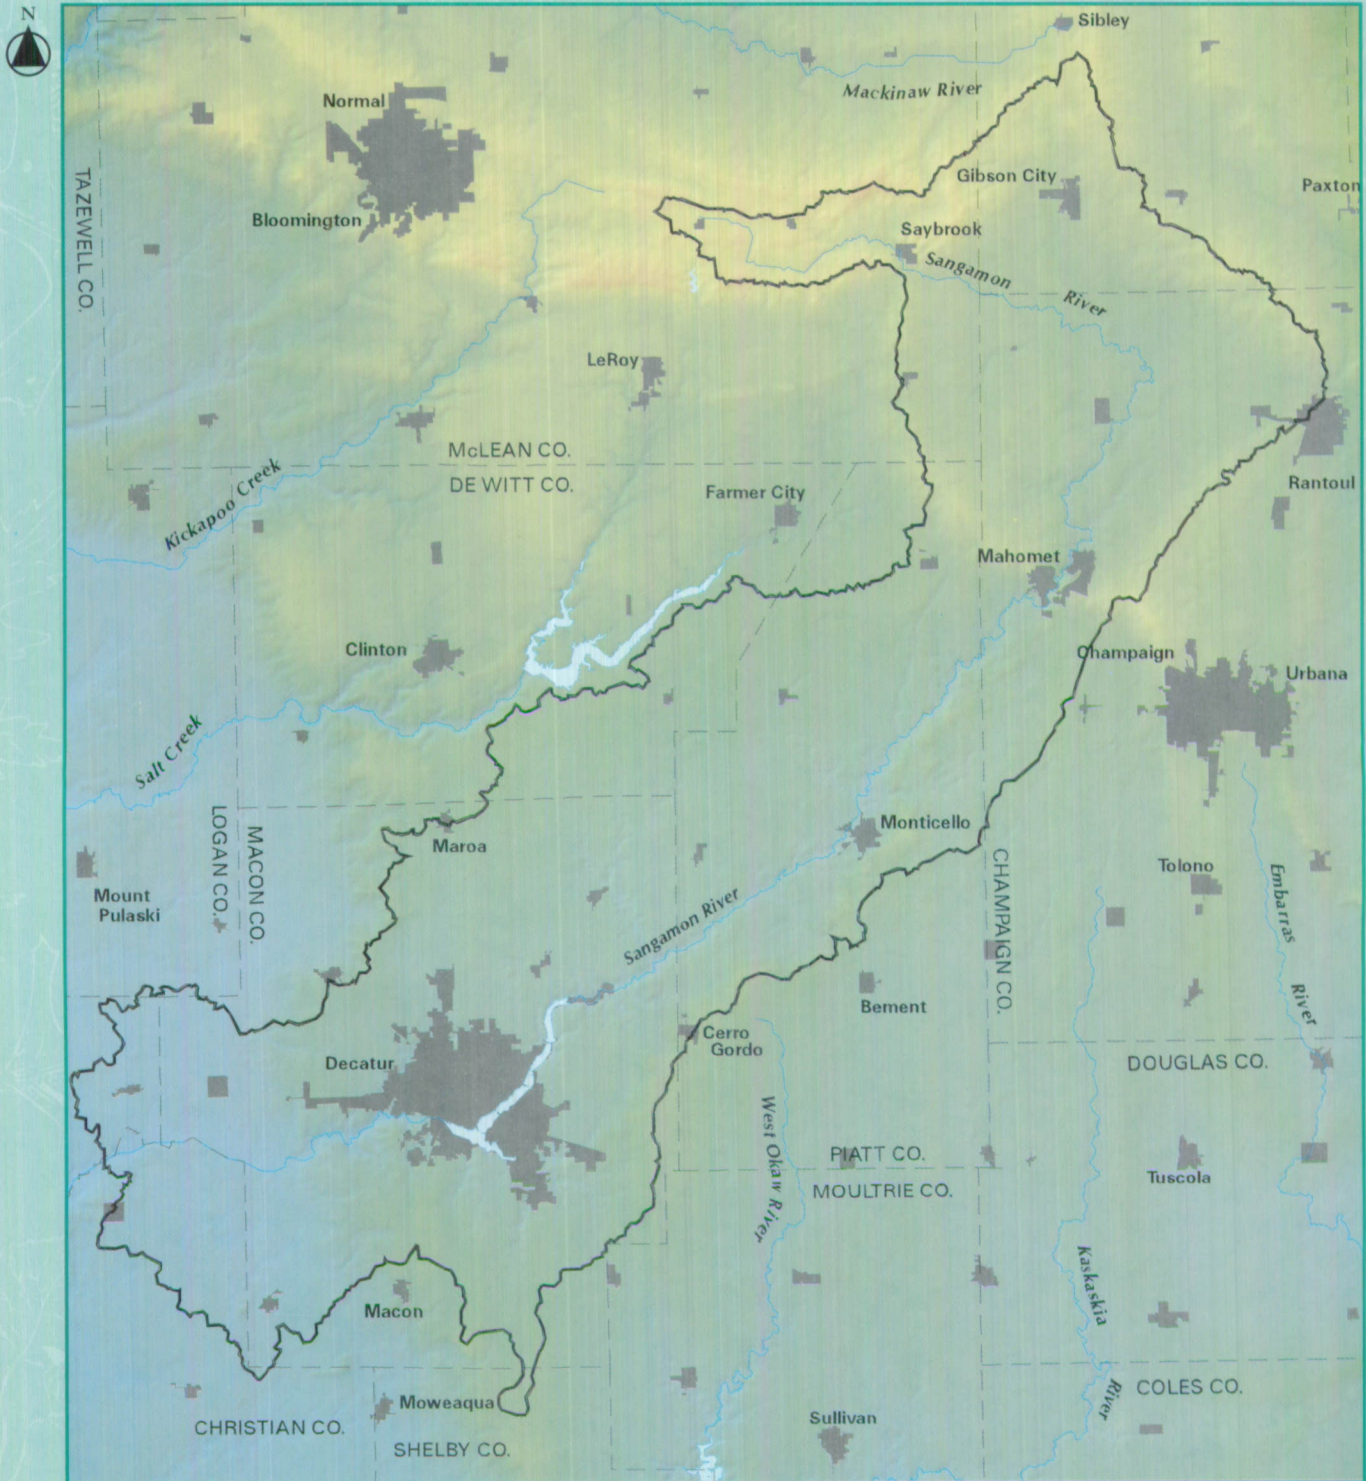 N
Sibley
Mackinaw River
Normal
Gibson City
TAZEWELL CO.
Paxton
Bloomington
Saybrook
Sangamon
River
LeRoy
McLEAN CO.
DE WITT CO.
Farmer City
Rantoul
Kickapoo Creek
Mahomet
Clinton
Champaign
Urbana
Salt Creek
Monticello
Maroa
LOGAN CO.
MACON CO.
CHAMPAIGN CO.
Tolono
Mount
Pulaski
Embarras
River
Sangamon River
Bement
Cerro
Gordo
Decatur
DOUGLAS CO.
West Okaw River
PIATT CO.
MOULTRIE CO.
Tuscola
Kaskaskia
River
Macon
COLES CO.
Moweaqua
Sullivan
CHRISTIAN CO.
SHELBY CO.